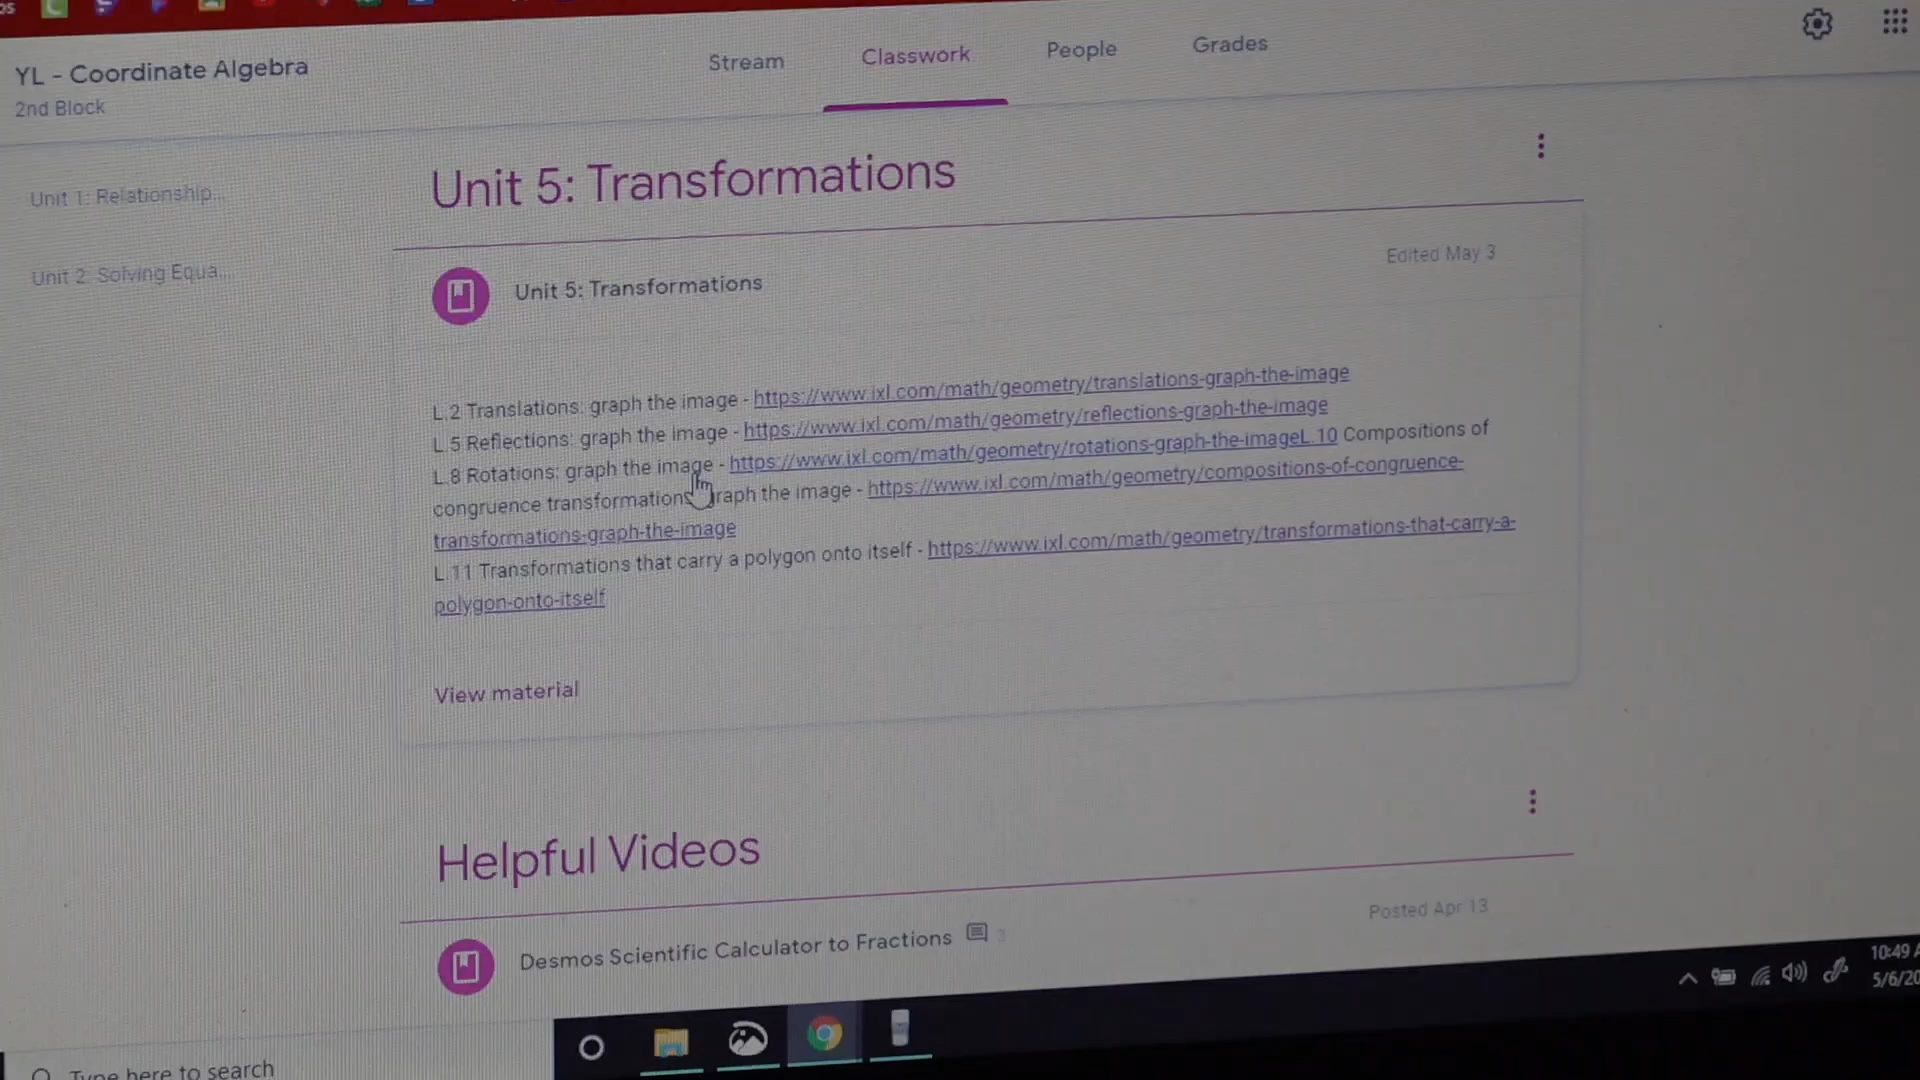 YL - Coordinate Algebra
2nd Block
Stream
Classwork
People
Grades
Unit 1: Relationship...
Unit 2: Solving Equa...
Unit 5: Transformations
Unit 5: Transformations
Edited May 3
L.2 Translations: graph the image - https://www.ixl.com/math/geometry/translations-graph-the-image
L.5 Reflections: graph the image - https://www.ixl.com/math/geometry/reflections-graph-the-image
L.8 Rotations: graph the image - https://www.ixl.com/math/geometry/rotations-graph-the-imageL.10 Compositions of
congruence transformations graph the image - https://www.ixl.com/math/geometry/compositions-of-congruence-
transformations-graph-the-image
L.11 Transformations that carry a polygon onto itself - https://www.ixl.com/math/geometry/transformations-that-carry-a-
polygon-onto-itself
View material
Helpful Videos
Desmos Scientific Calculator to Fractions 3
Posted Apr 13
10:49 A
5/6/20
Type here to search